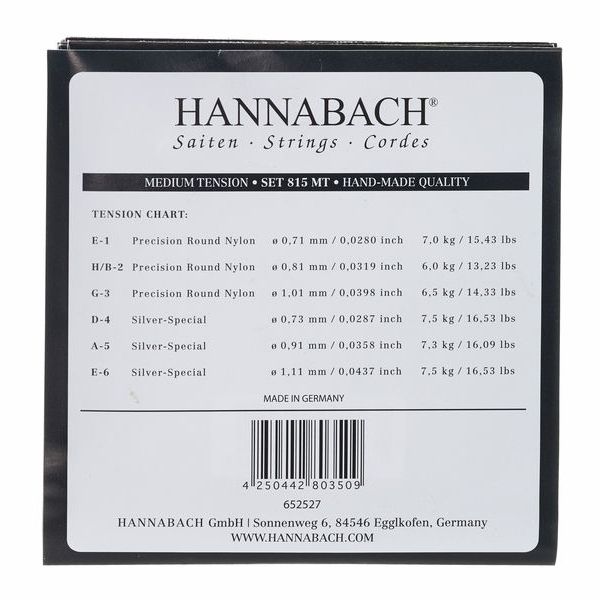 HANNABACH®
Saiten · Strings · Cordes
MEDIUM TENSION • SET 815 MT • HAND-MADE QUALITY
TENSION CHART:
E-1 Precision Round Nylon ø 0,71 mm / 0,0280 inch 7,0 kg / 15,43 lbs
H/B-2 Precision Round Nylon ø 0,81 mm / 0,0319 inch 6,0 kg / 13,23 lbs
G-3 Precision Round Nylon ø 1,01 mm / 0,0398 inch 6,5 kg / 14,33 lbs
D-4 Silver-Special ø 0,73 mm / 0,0287 inch 7,5 kg / 16,53 lbs
A-5 Silver-Special ø 0,91 mm / 0,0358 inch 7,3 kg / 16,09 lbs
E-6 Silver-Special ø 1,11 mm / 0,0437 inch 7,5 kg / 16,53 lbs
MADE IN GERMANY
4 250442 803509
652527
HANNABACH GmbH | Sonnenweg 6, 84546 Egglkofen, Germany
WWW.HANNABACH.COM